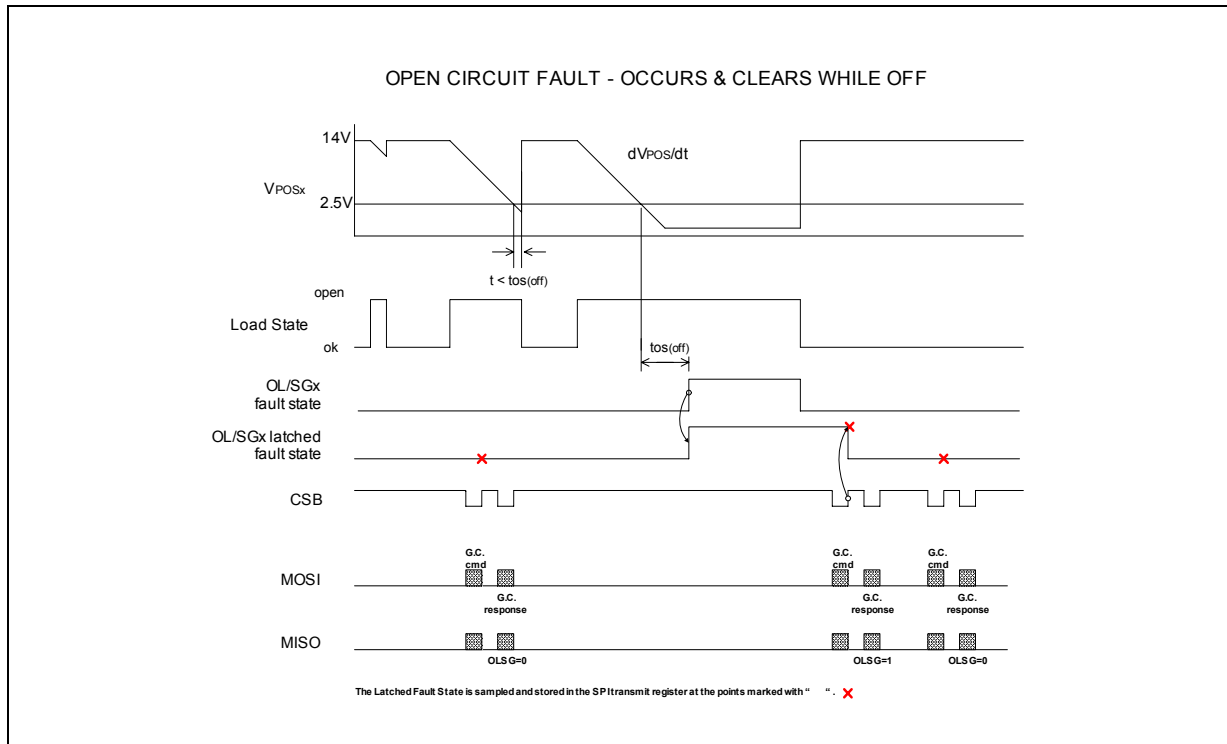 OPEN CIRCUIT FAULT - OCCURS & CLEARS WHILE OFF
14V
dVPOS/dt
VPOSx
2.5V
t < tos(off)
open
Load State
ok
tos(off)
OL/SGx
fault state
OL/SGx latched
fault state
CSB
G.C.
cmd
G.C.
cmd
G.C.
cmd
MOSI
G.C.
response
G.C.
response
G.C.
response
MISO
OLSG=0
OLSG=1
OLSG=0
The Latched Fault State is sampled and stored in the SPI transmit register at the points marked with “ “ .